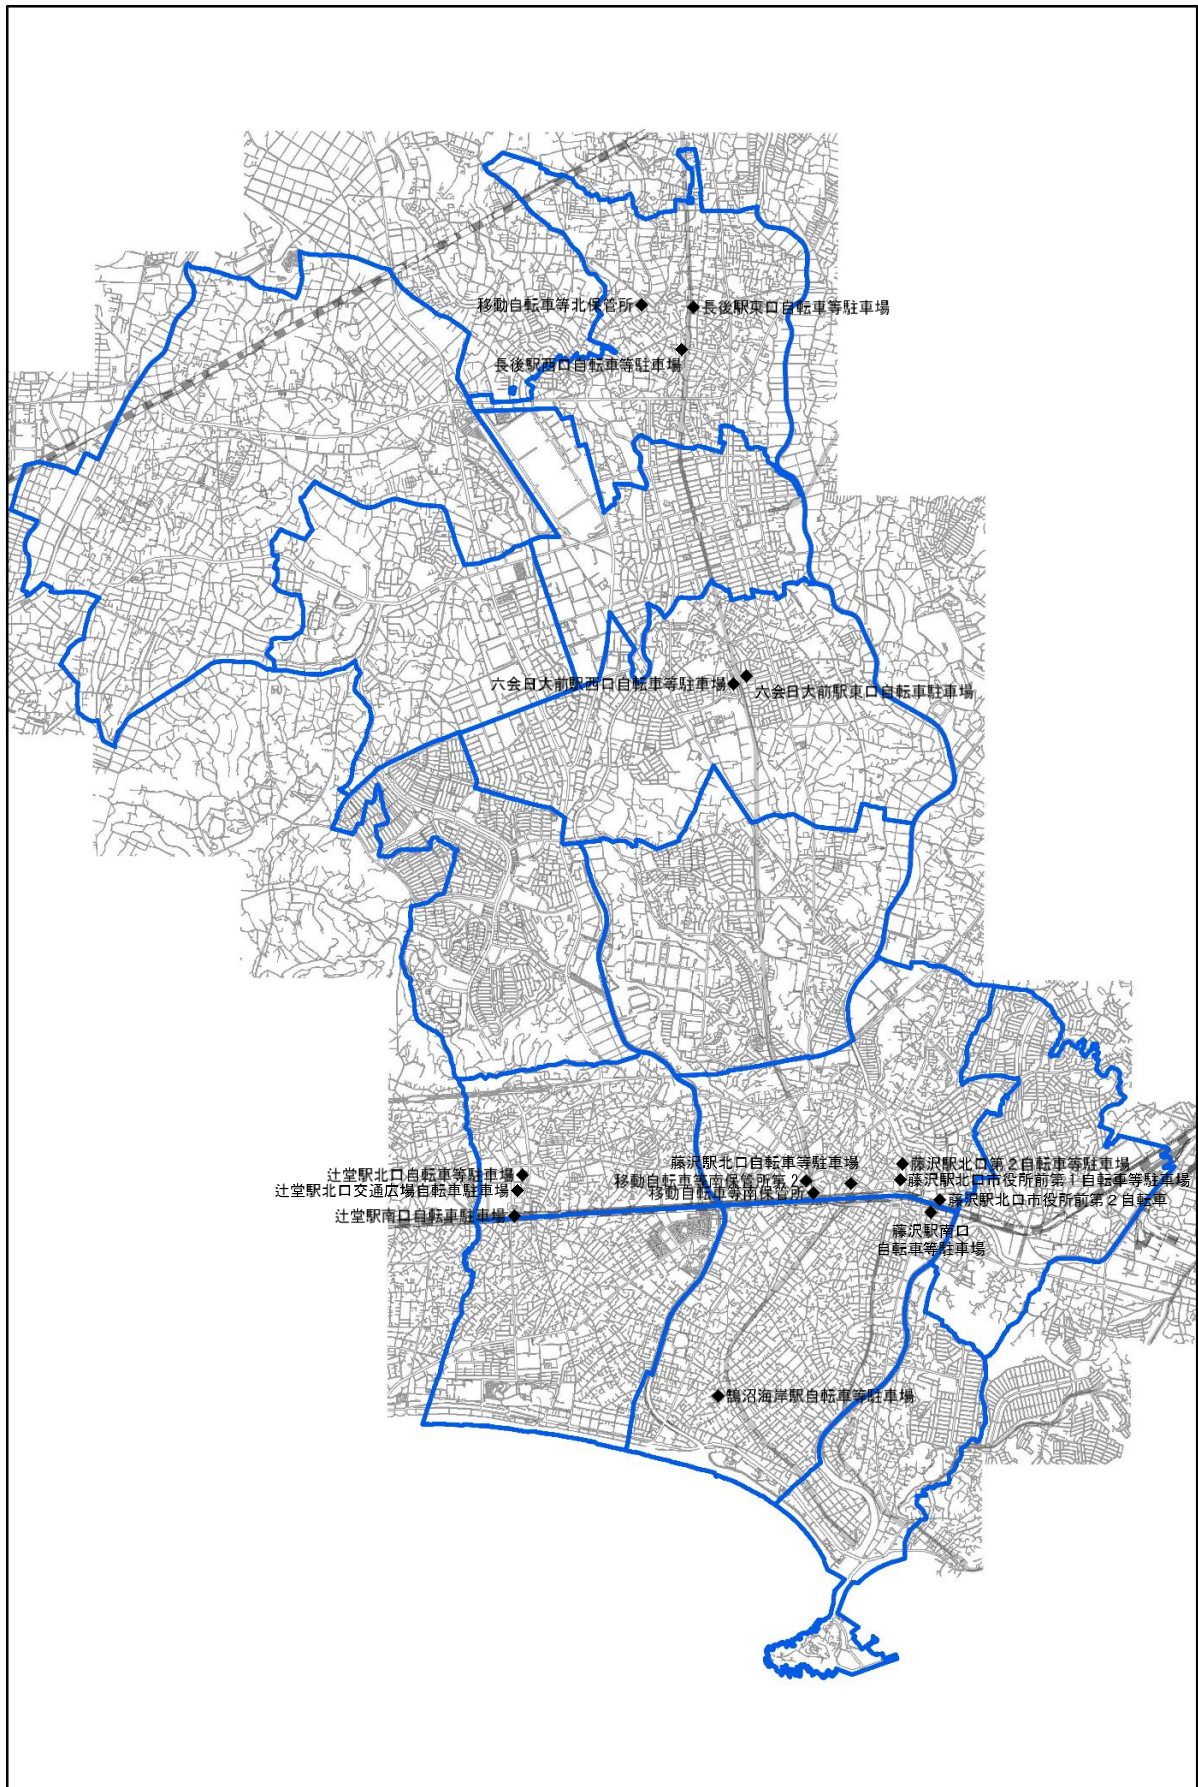 移動自転車等北保管所
長後駅東口自転車等駐車場
長後駅西口自転車等駐車場
六会日大前駅西口自転車等駐車場
六会日大前駅東口自転車駐車場
藤沢駅北口自転車等駐車場
藤沢駅北口第２自転車等駐車場
辻堂駅北口自転車等駐車場
移動自転車等南保管所第２
藤沢駅北口市役所前第１自転車等駐車場
辻堂駅北口交通広場自転車駐車場
移動自転車等南保管所
藤沢駅北口市役所前第２自転車
辻堂駅南口自転車駐車場
藤沢駅南口
自転車等駐車場
鵠沼海岸駅自転車等駐車場